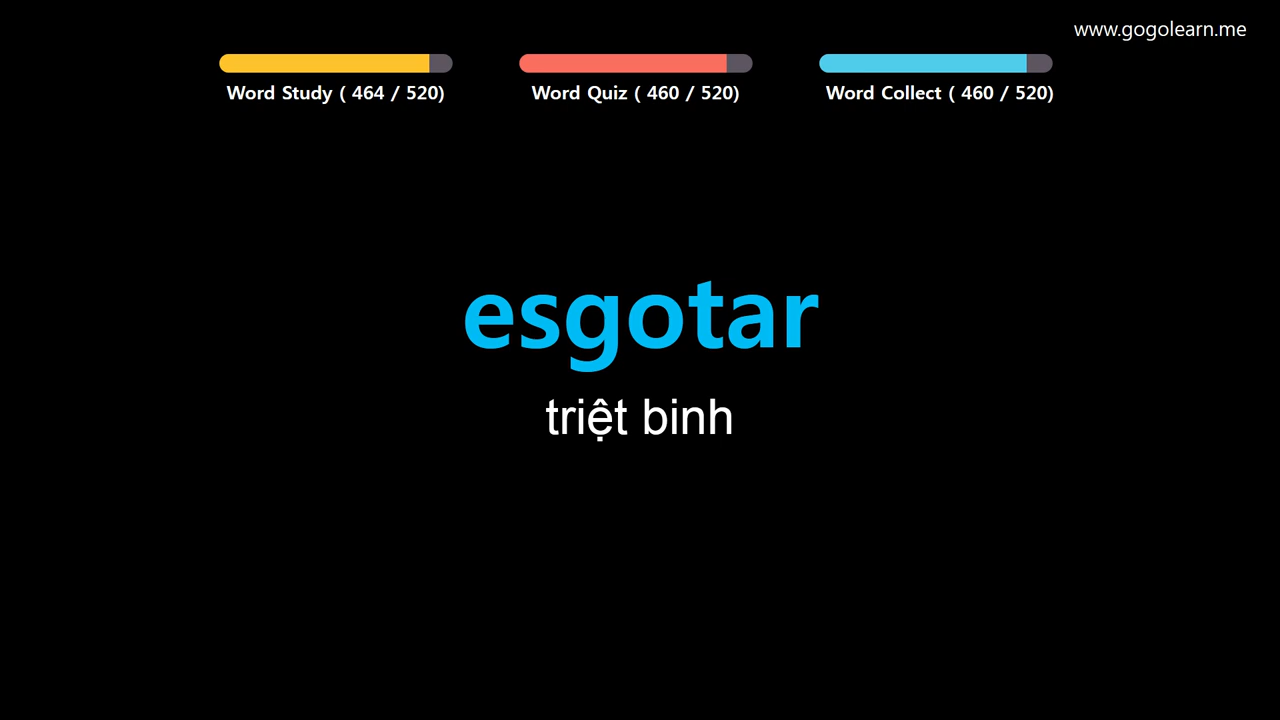 www.gogolearn.me
Word Study ( 464 / 520)
Word Quiz ( 460 / 520)
Word Collect ( 460 / 520)
esgotar
triệt binh